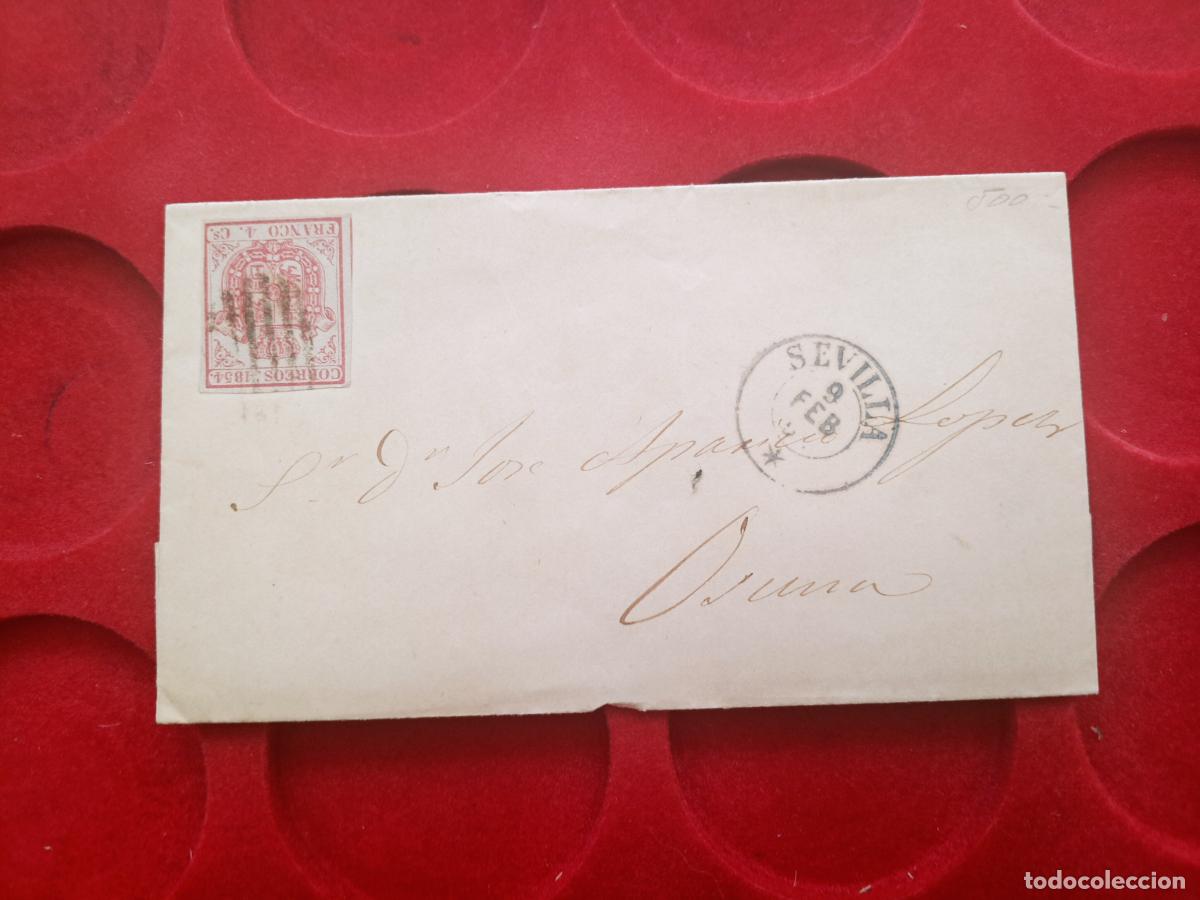 500-
FRANCO 4. Cs.
CORREOS 1854.
SEVILLA
9
FEB
Sr. Dn Jose Aparicio Lopez
Osuna
todocoleccion